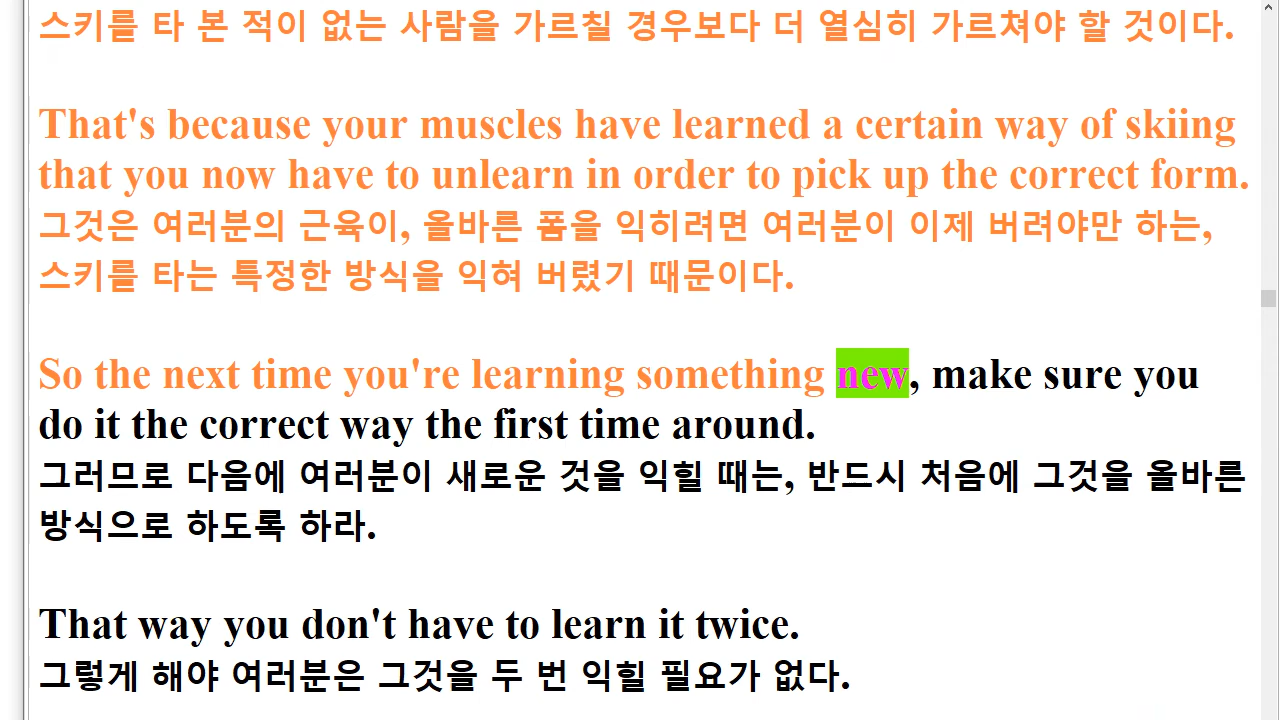 스키를 타 본 적이 없는 사람을 가르칠 경우보다 더 열심히 가르쳐야 할 것이다.
That's because your muscles have learned a certain way of skiing
that you now have to unlearn in order to pick up the correct form.
그것은 여러분의 근육이, 올바른 폼을 익히려면 여러분이 이제 버려야만 하는,
스키를 타는 특정한 방식을 익혀 버렸기 때문이다.
So the next time you're learning something new, make sure you
do it the correct way the first time around.
그러므로 다음에 여러분이 새로운 것을 익힐 때는, 반드시 처음에 그것을 올바른
방식으로 하도록 하라.
That way you don't have to learn it twice.
그렇게 해야 여러분은 그것을 두 번 익힐 필요가 없다.